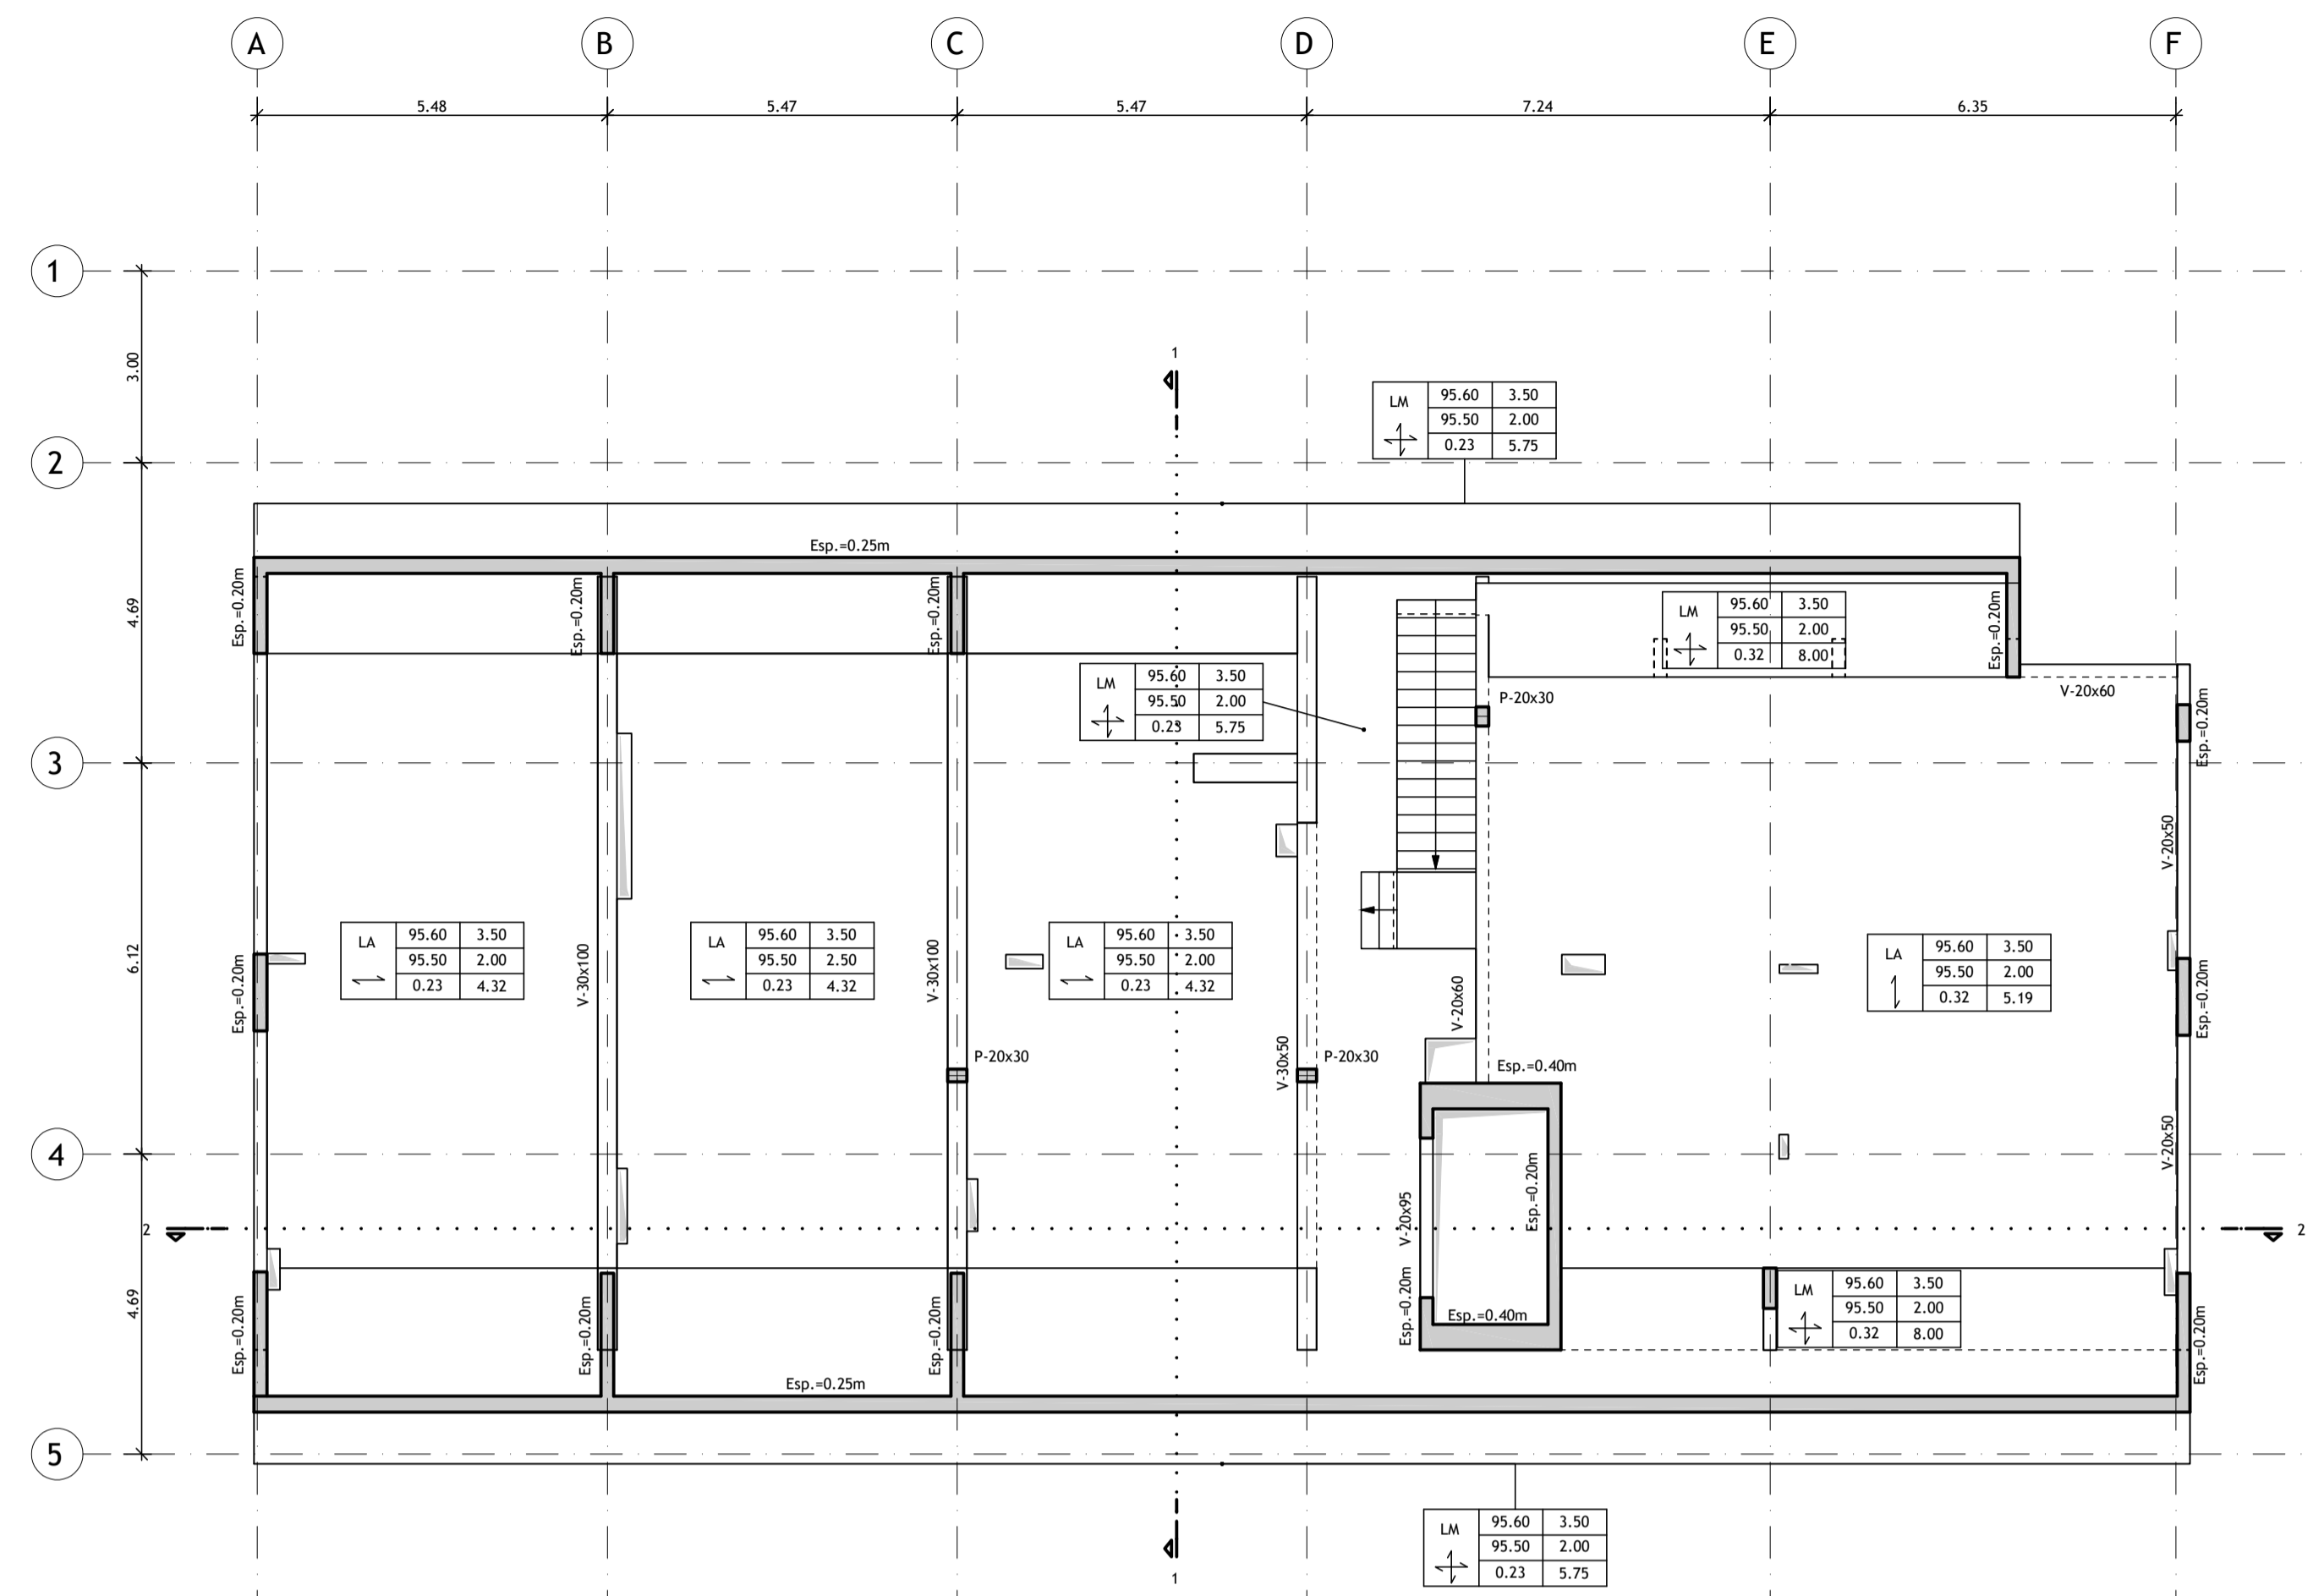 A B C D E F
5.48 5.47 5.47 7.24 6.35
1
3.00
1
LM 95.60 3.50
95.50 2.00
0.23 5.75
2
Esp.=0.25m
4.69
Esp.=0.20m
Esp.=0.20m
Esp.=0.20m
Esp.=0.20m
LM 95.60 3.50
95.50 2.00
0.32 8.00
LM 95.60 3.50
95.50 2.00
0.23 5.75
P-20x30
V-20x60
Esp.=0.20m
3
V-20x50
6.12
LA 95.60 3.50
95.50 2.00
0.23 4.32
LA 95.60 3.50
95.50 2.50
0.23 4.32
LA 95.60 3.50
95.50 2.00
0.23 4.32
LA 95.60 3.50
95.50 2.00
0.32 5.19
Esp.=0.20m
V-30x100
V-30x100
V-20x60
Esp.=0.20m
P-20x30
V-30x50
P-20x30
Esp.=0.40m
4
V-20x50
Esp.=0.20m
V-20x95
2 2
4.69
Esp.=0.20m
Esp.=0.20m
Esp.=0.20m
Esp.=0.20m
Esp.=0.40m
LM 95.60 3.50
95.50 2.00
0.32 8.00
Esp.=0.20m
Esp.=0.25m
5
LM 95.60 3.50
95.50 2.00
0.23 5.75
1